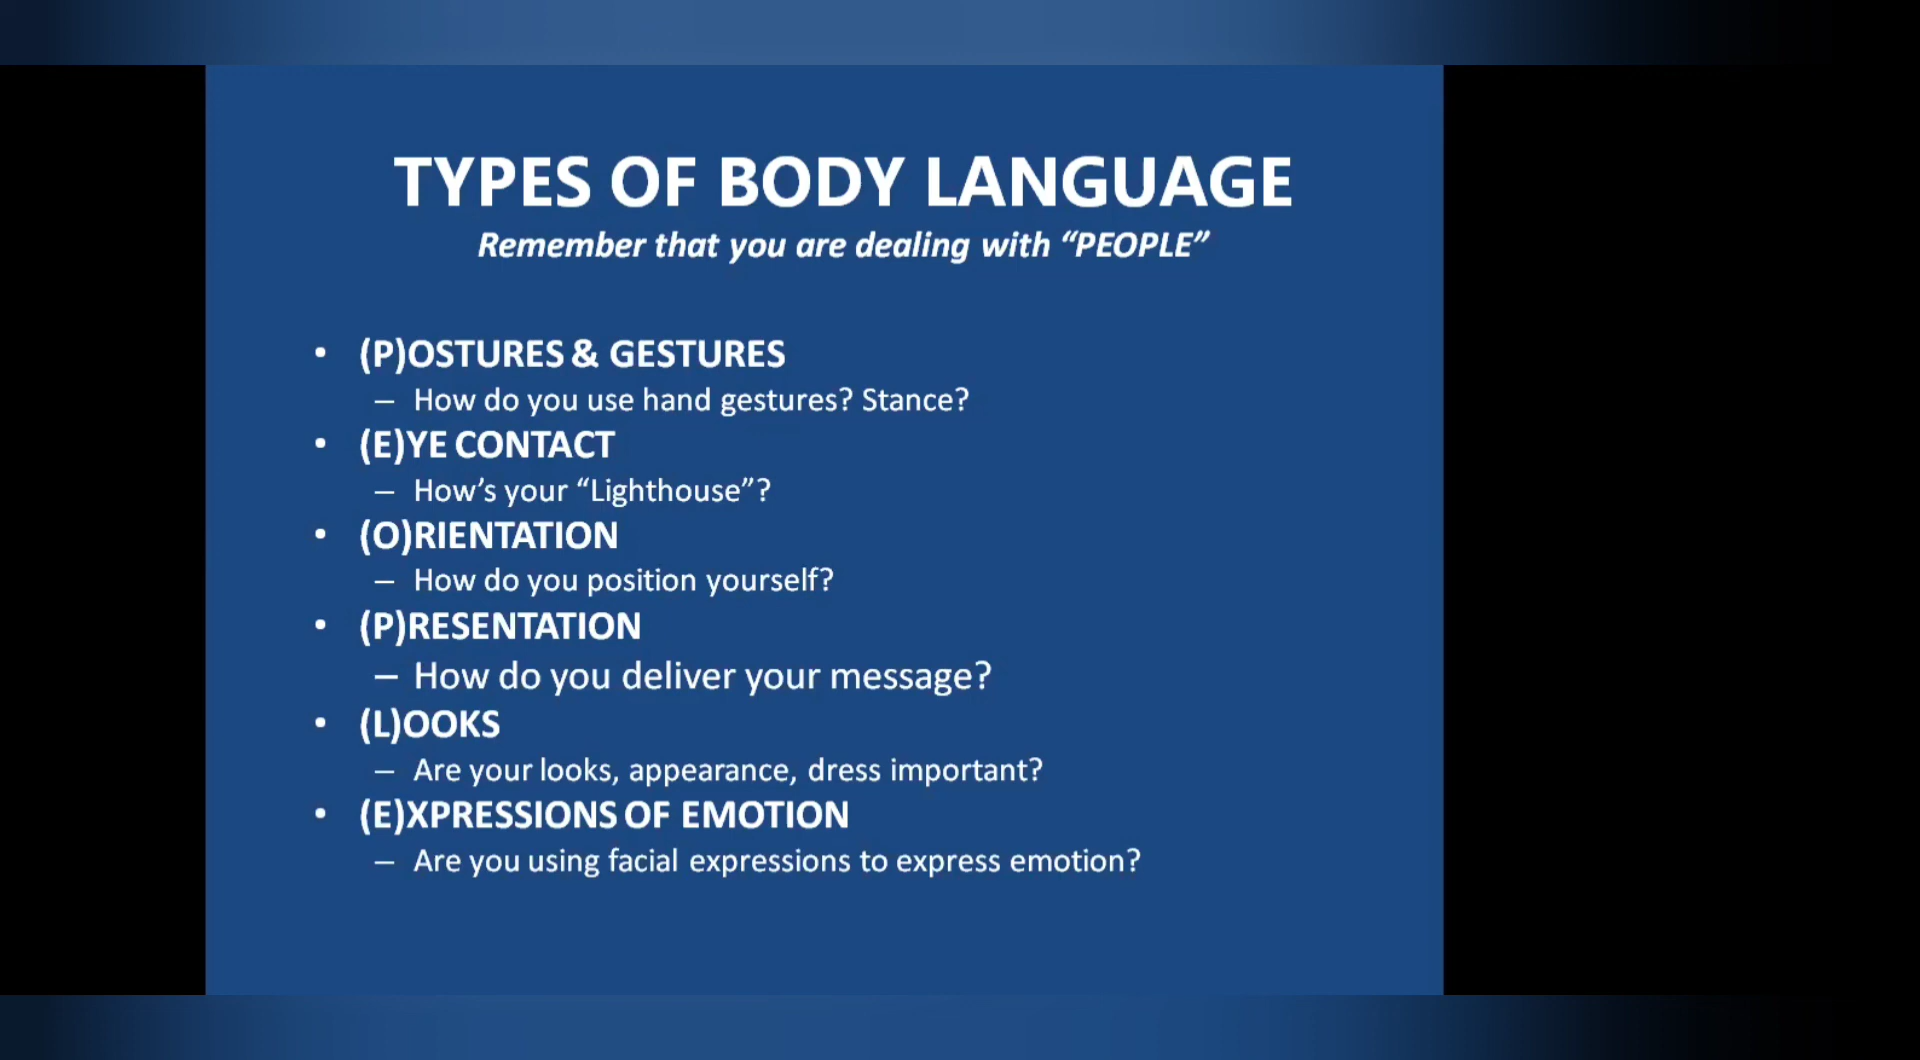 TYPES OF BODY LANGUAGE
Remember that you are dealing with “PEOPLE”
• (P)OSTURES & GESTURES
– How do you use hand gestures? Stance?
• (E)YE CONTACT
– How’s your “Lighthouse”?
• (O)RIENTATION
– How do you position yourself?
• (P)RESENTATION
– How do you deliver your message?
• (L)OOKS
– Are your looks, appearance, dress important?
• (E)XPRESSIONS OF EMOTION
– Are you using facial expressions to express emotion?